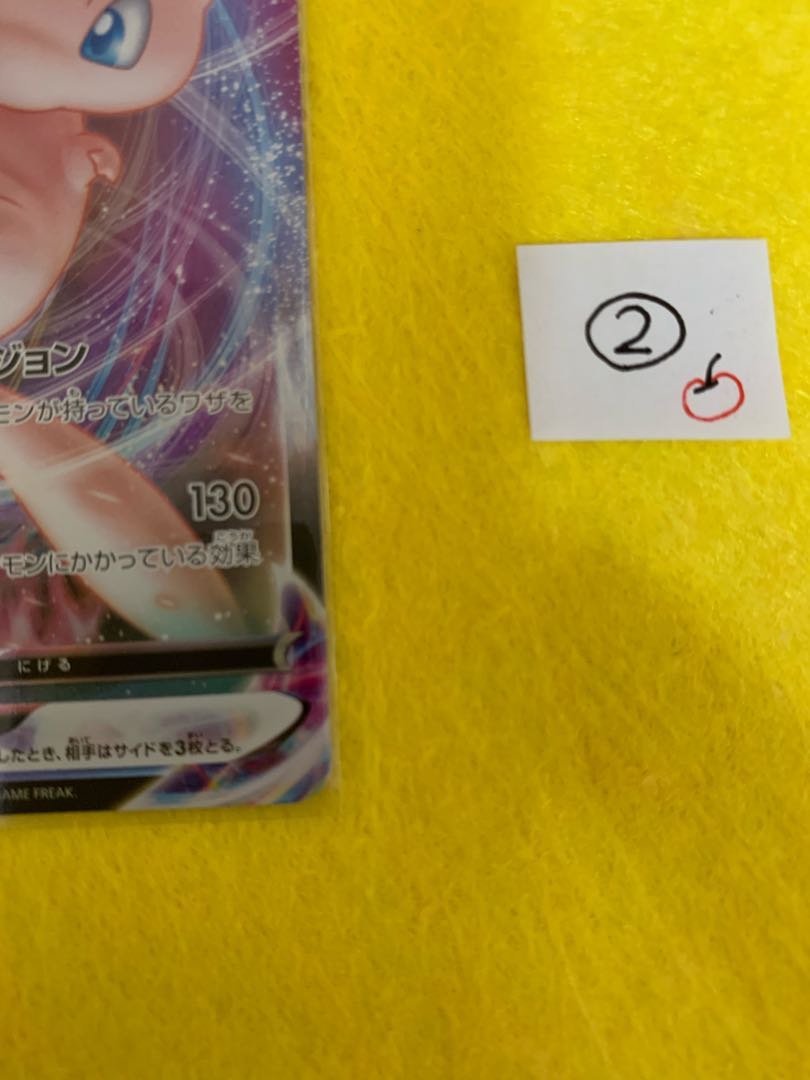 ジョン
モンが持っているワザを
130
モンにかかっている効果
にげる
したとき、相手はサイドを3枚とる。
AME FREAK.
②